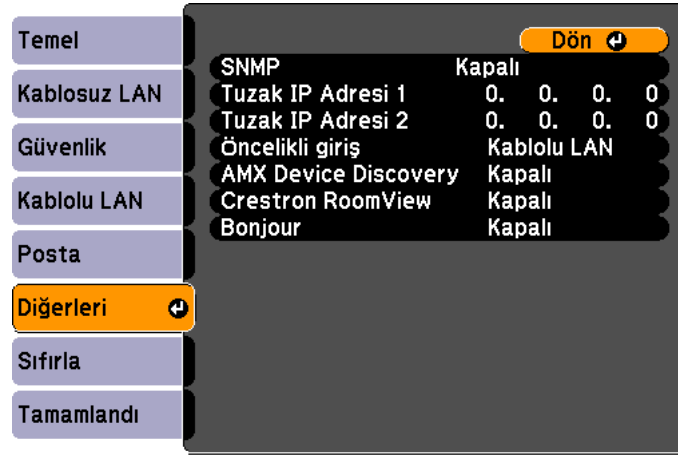 Temel
Kablosuz LAN
Güvenlik
Kablolu LAN
Posta
Diğerleri
Sıfırla
Tamamlandı
Dön
SNMP Kapalı
Tuzak IP Adresi 1 0. 0. 0. 0
Tuzak IP Adresi 2 0. 0. 0. 0
Öncelikli giriş Kablolu LAN
AMX Device Discovery Kapalı
Crestron RoomView Kapalı
Bonjour Kapalı